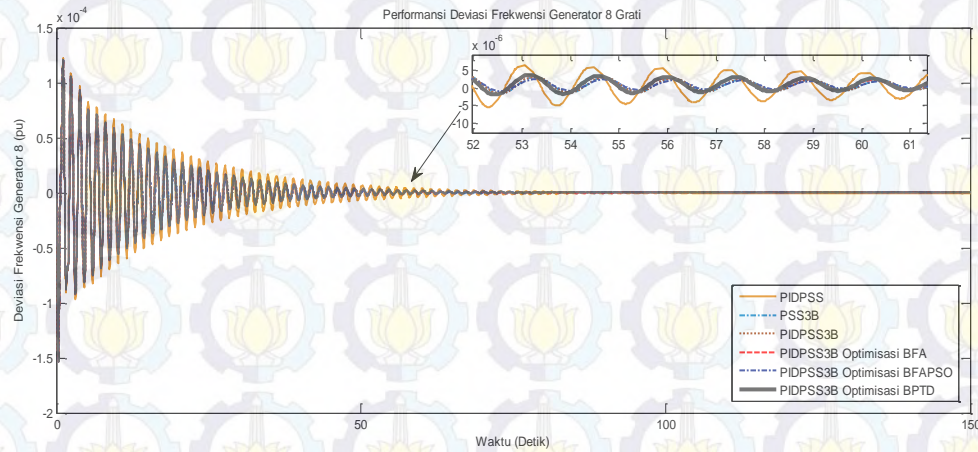 Performansi Deviasi Frekwensi Generator 8 Grati
x 10⁻⁴
1.5
1
0.5
0
-0.5
-1
-1.5
-2
Deviasi Frekwensi Generator 8 (pu)
x 10⁻⁶
5
0
-5
-10
52 53 54 55 56 57 58 59 60 61
PIDPSS
PSS3B
PIDPSS3B
PIDPSS3B Optimisasi BFA
PIDPSS3B Optimisasi BFAPSO
PIDPSS3B Optimisasi BPTD
0 50 100 150
Waktu (Detik)